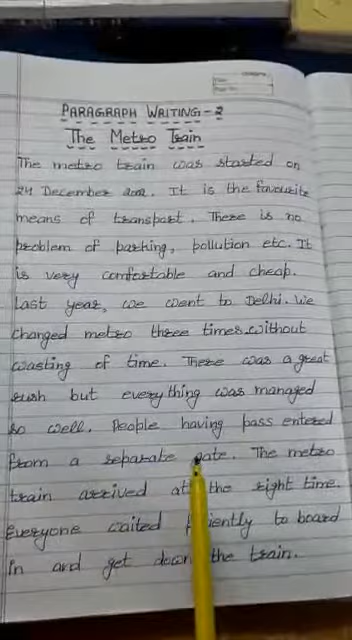 PARAGRAPH WRITING-2
The Metro Train
The metro train was started on
24 December 2002. It is the favourite
means of transport. There is no
problem of parking, pollution etc. It
is very comfortable and cheap.
Last year, we went to Delhi. We
changed metro three times without
wasting of time. There was a great
rush but everything was managed
so well. People having pass entered
from a separate gate. The metro
train arrived at the right time.
Everyone waited to board
in and get down the train.